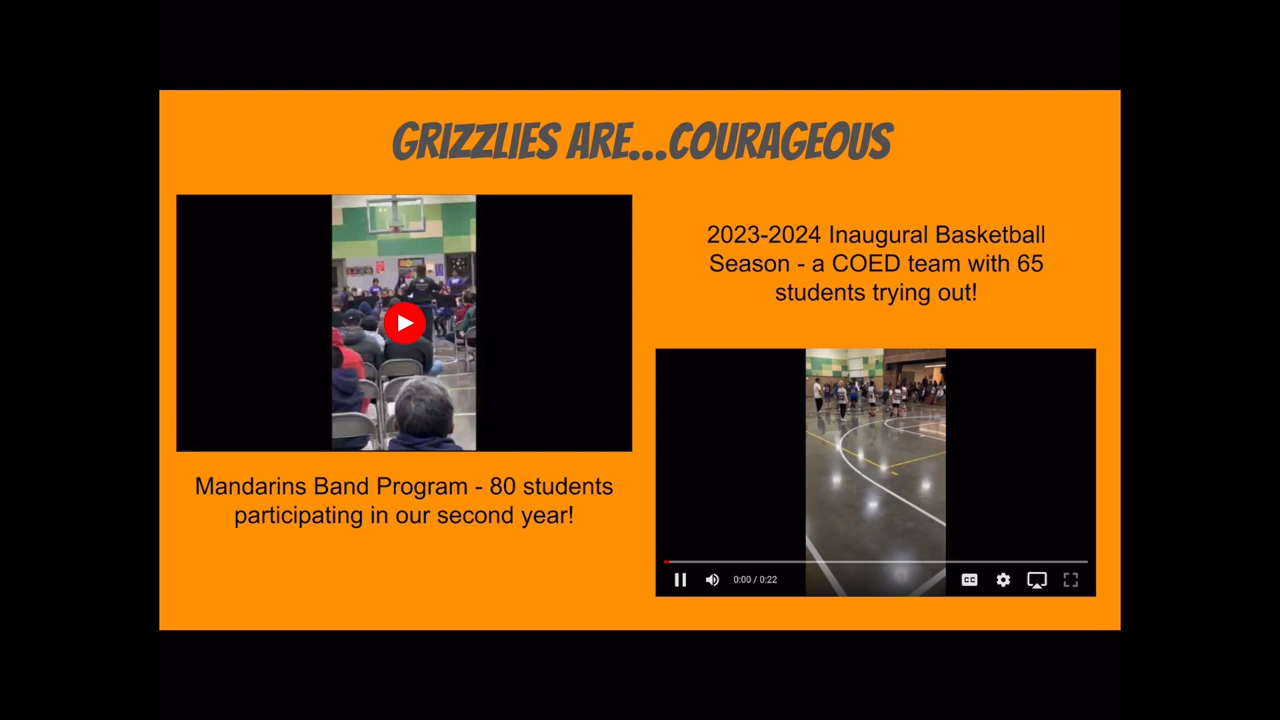 GRIZZLIES ARE...COURAGEOUS
2023-2024 Inaugural Basketball
Season - a COED team with 65
students trying out!
Mandarins Band Program - 80 students
participating in our second year!
0:00 / 0:22
CC